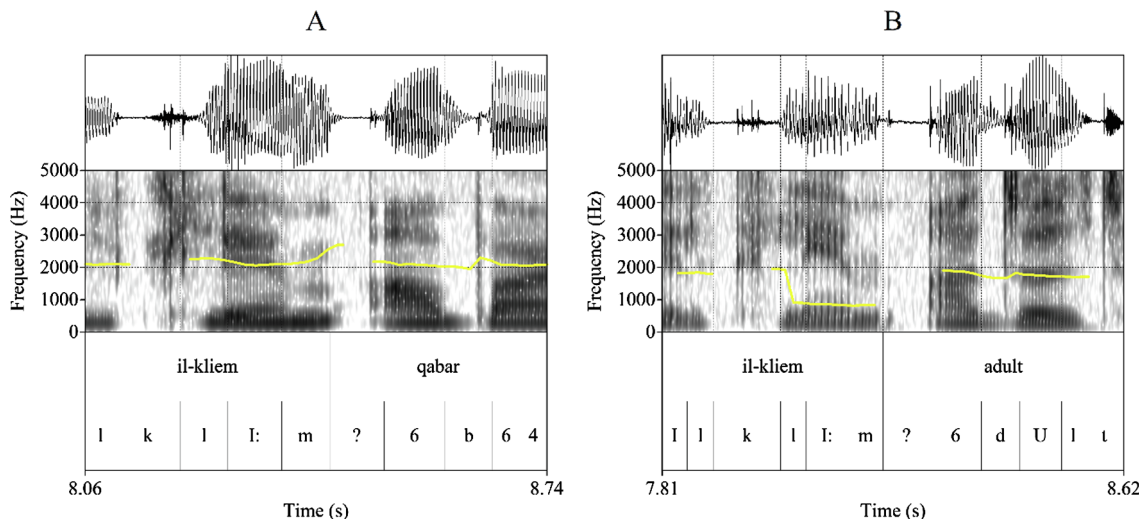 A B
5000 5000
4000 4000
3000 3000
2000 2000
1000 1000
0 0
Frequency (Hz) Frequency (Hz)
il-kliem qabar il-kliem adult
l k l I: m ? 6 b 6 4 I l k l I: m ? 6 d U l t
8.06 8.74 7.81 8.62
Time (s) Time (s)